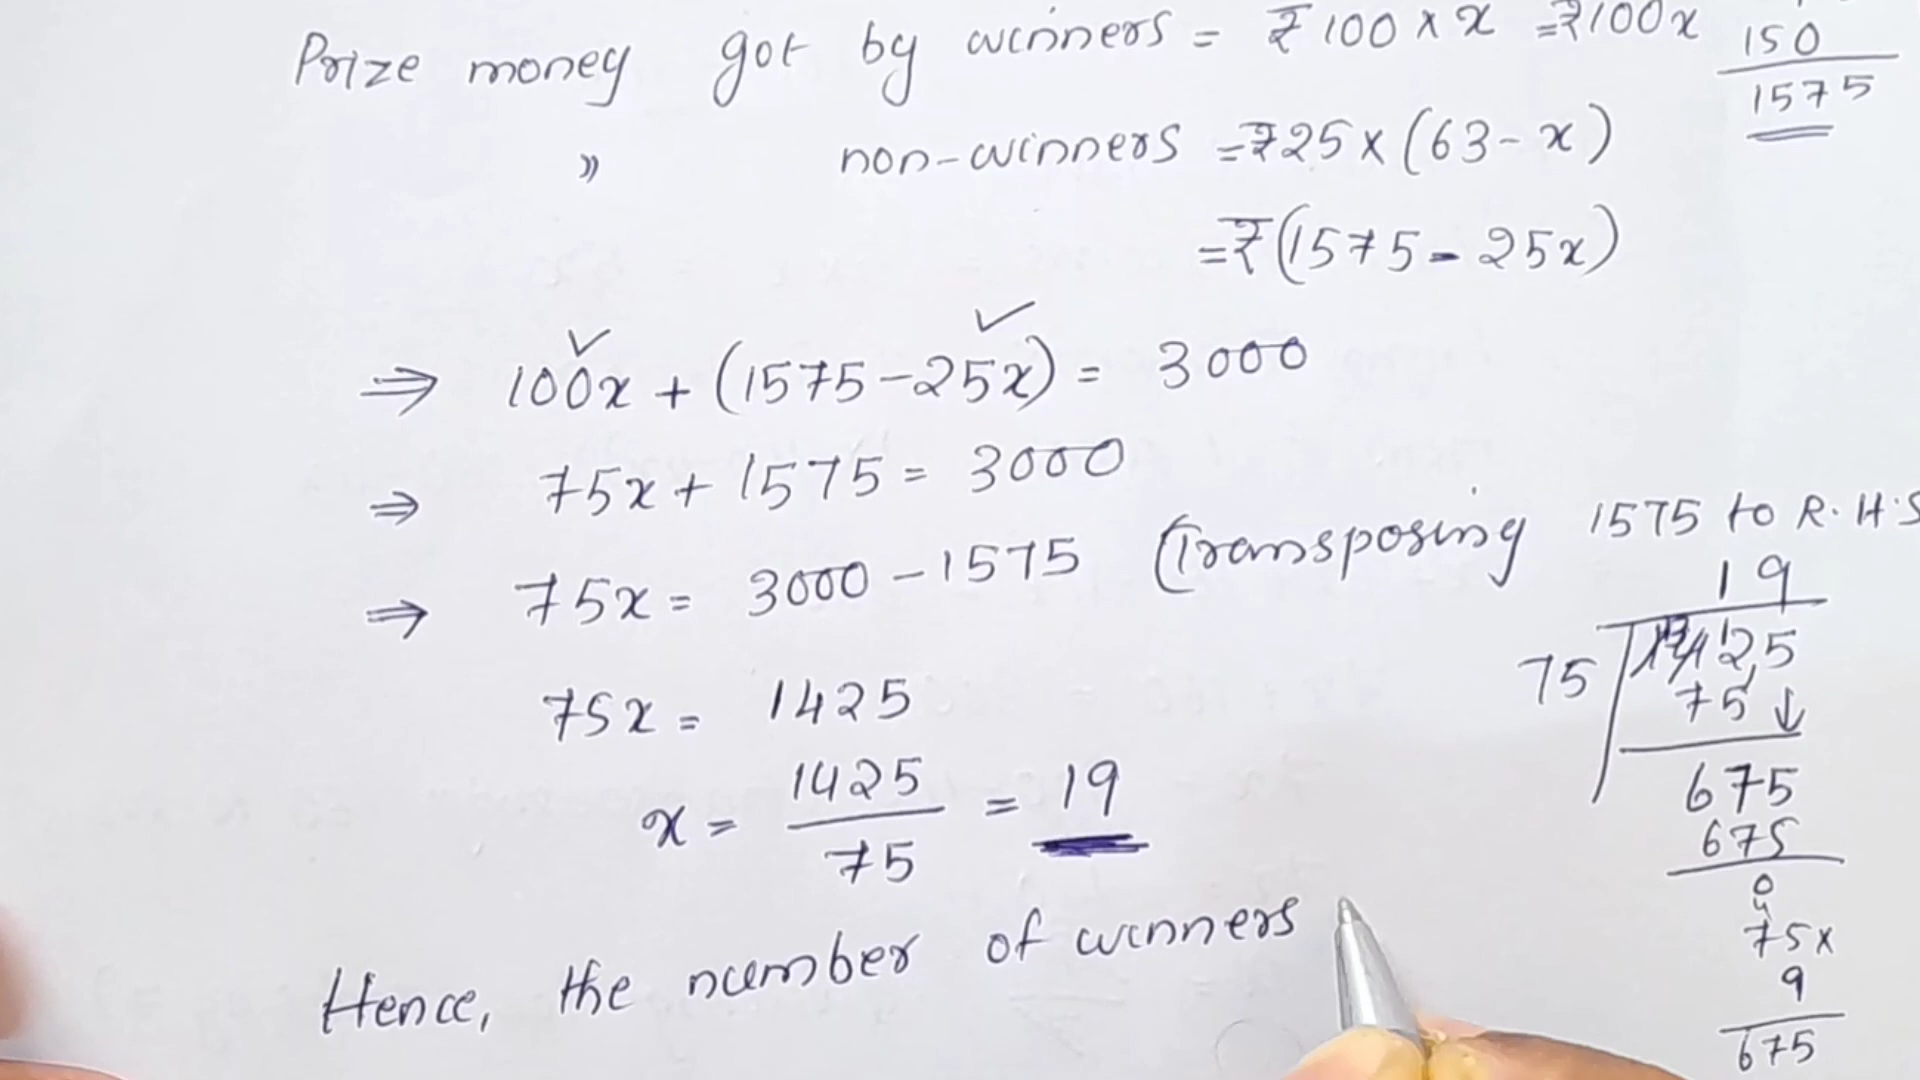 Prize money got by winners = ₹100 × x = ₹100x
150
1575
〃 non-winners = ₹25 × (63 - x)
= ₹(1575 - 25x)
⇒ 100x + (1575 - 25x) = 3000
⇒ 75x + 1575 = 3000
⇒ 75x = 3000 - 1575 (Transposing 1575 to R.H.S
75x = 1425
x = 1425/75 = 19
Hence, the number of winners
19
75 1425
75 ↓
675
675
0
4
75x
9
675